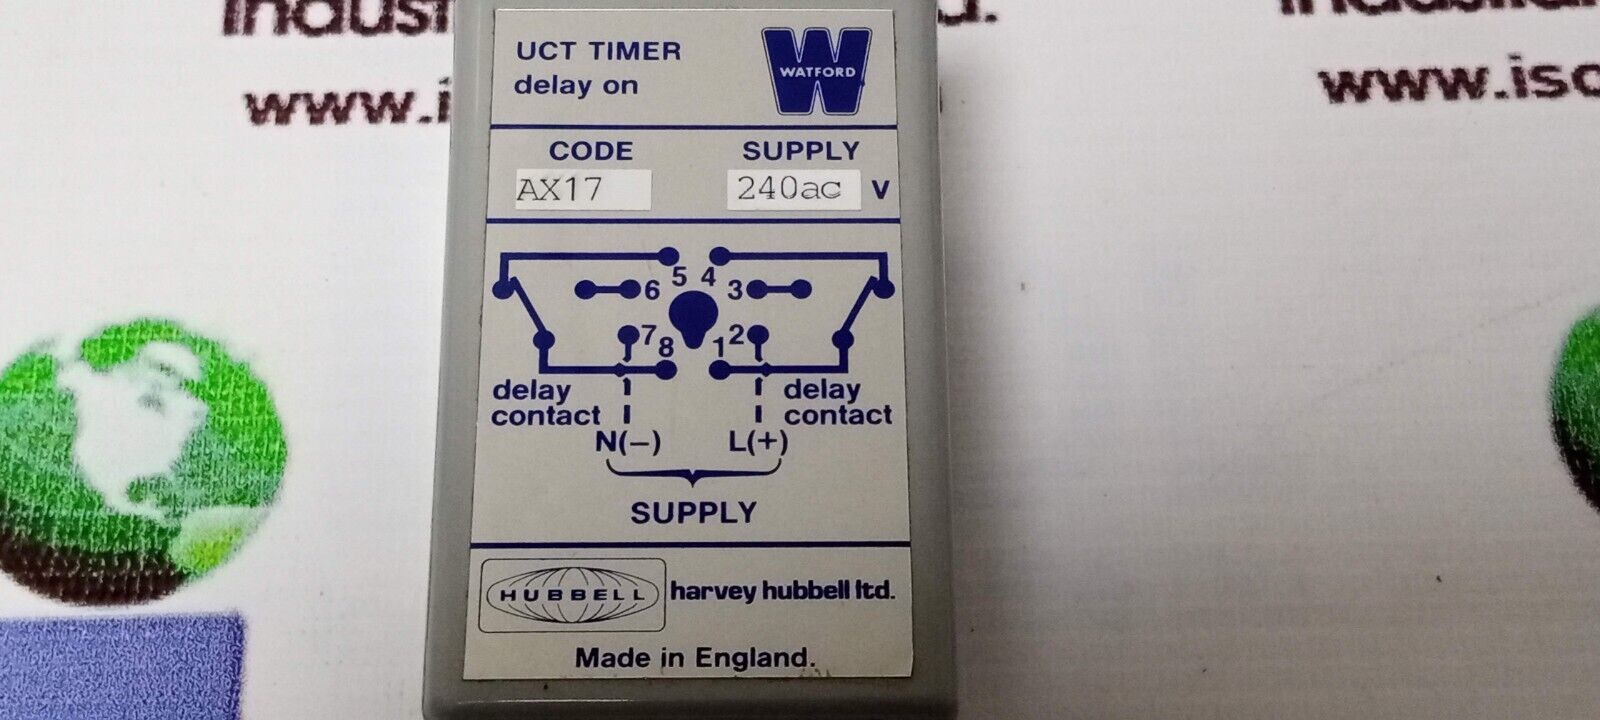 www.i
www.isc
UCT TIMER
delay on
WATFORD
CODE SUPPLY
AX17 240ac V
5 4
6 3
7 2
8 1
delay contact
delay contact
N(−) L(+)
SUPPLY
HUBBELL harvey hubbell ltd.
Made in England.